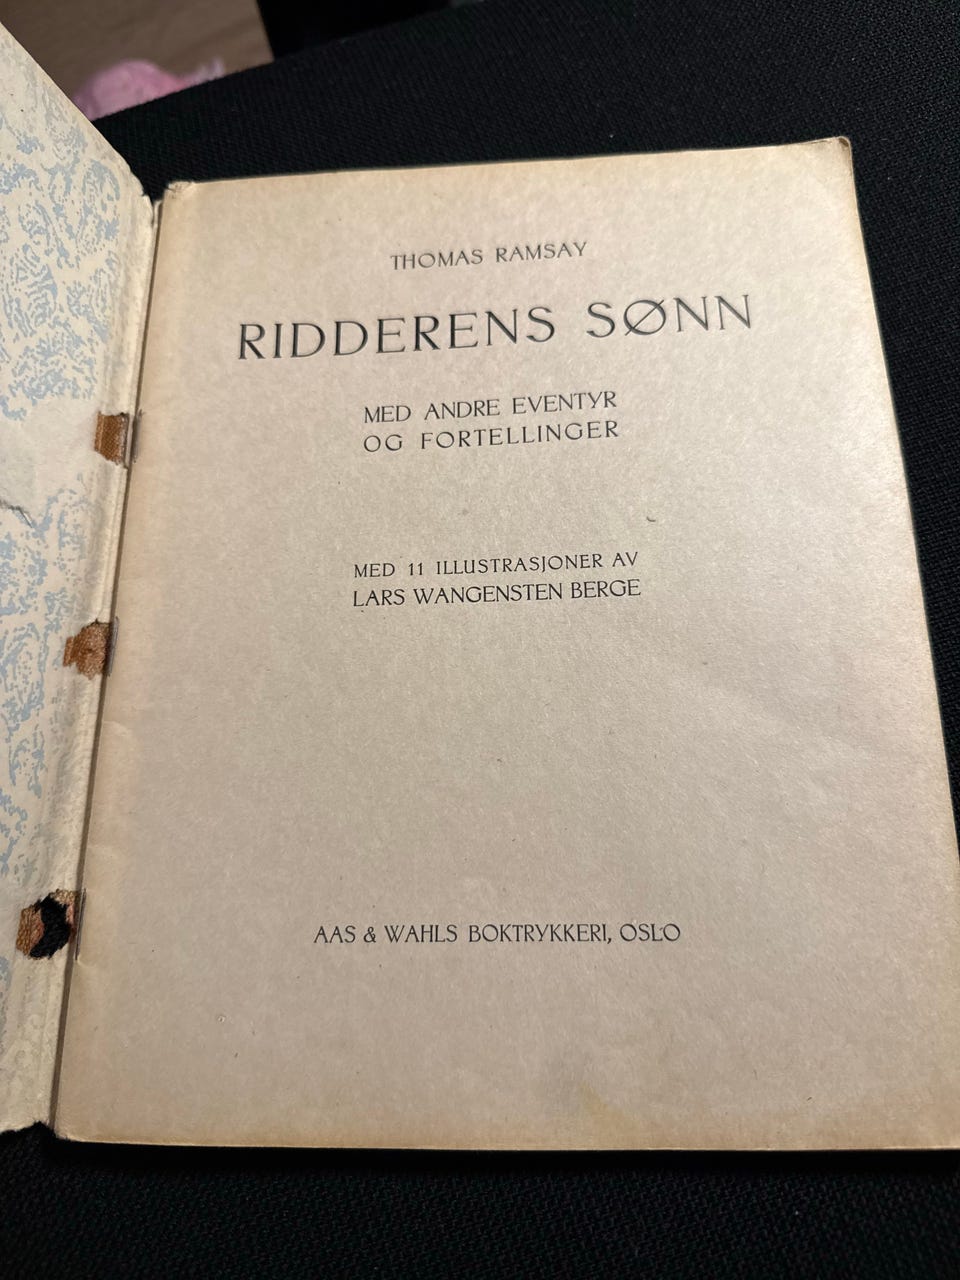 THOMAS RAMSAY
RIDDERENS SØNN
MED ANDRE EVENTYR
OG FORTELLINGER
MED 11 ILLUSTRASJONER AV
LARS WANGENSTEN BERGE
AAS & WAHLS BOKTRYKKERI, OSLO